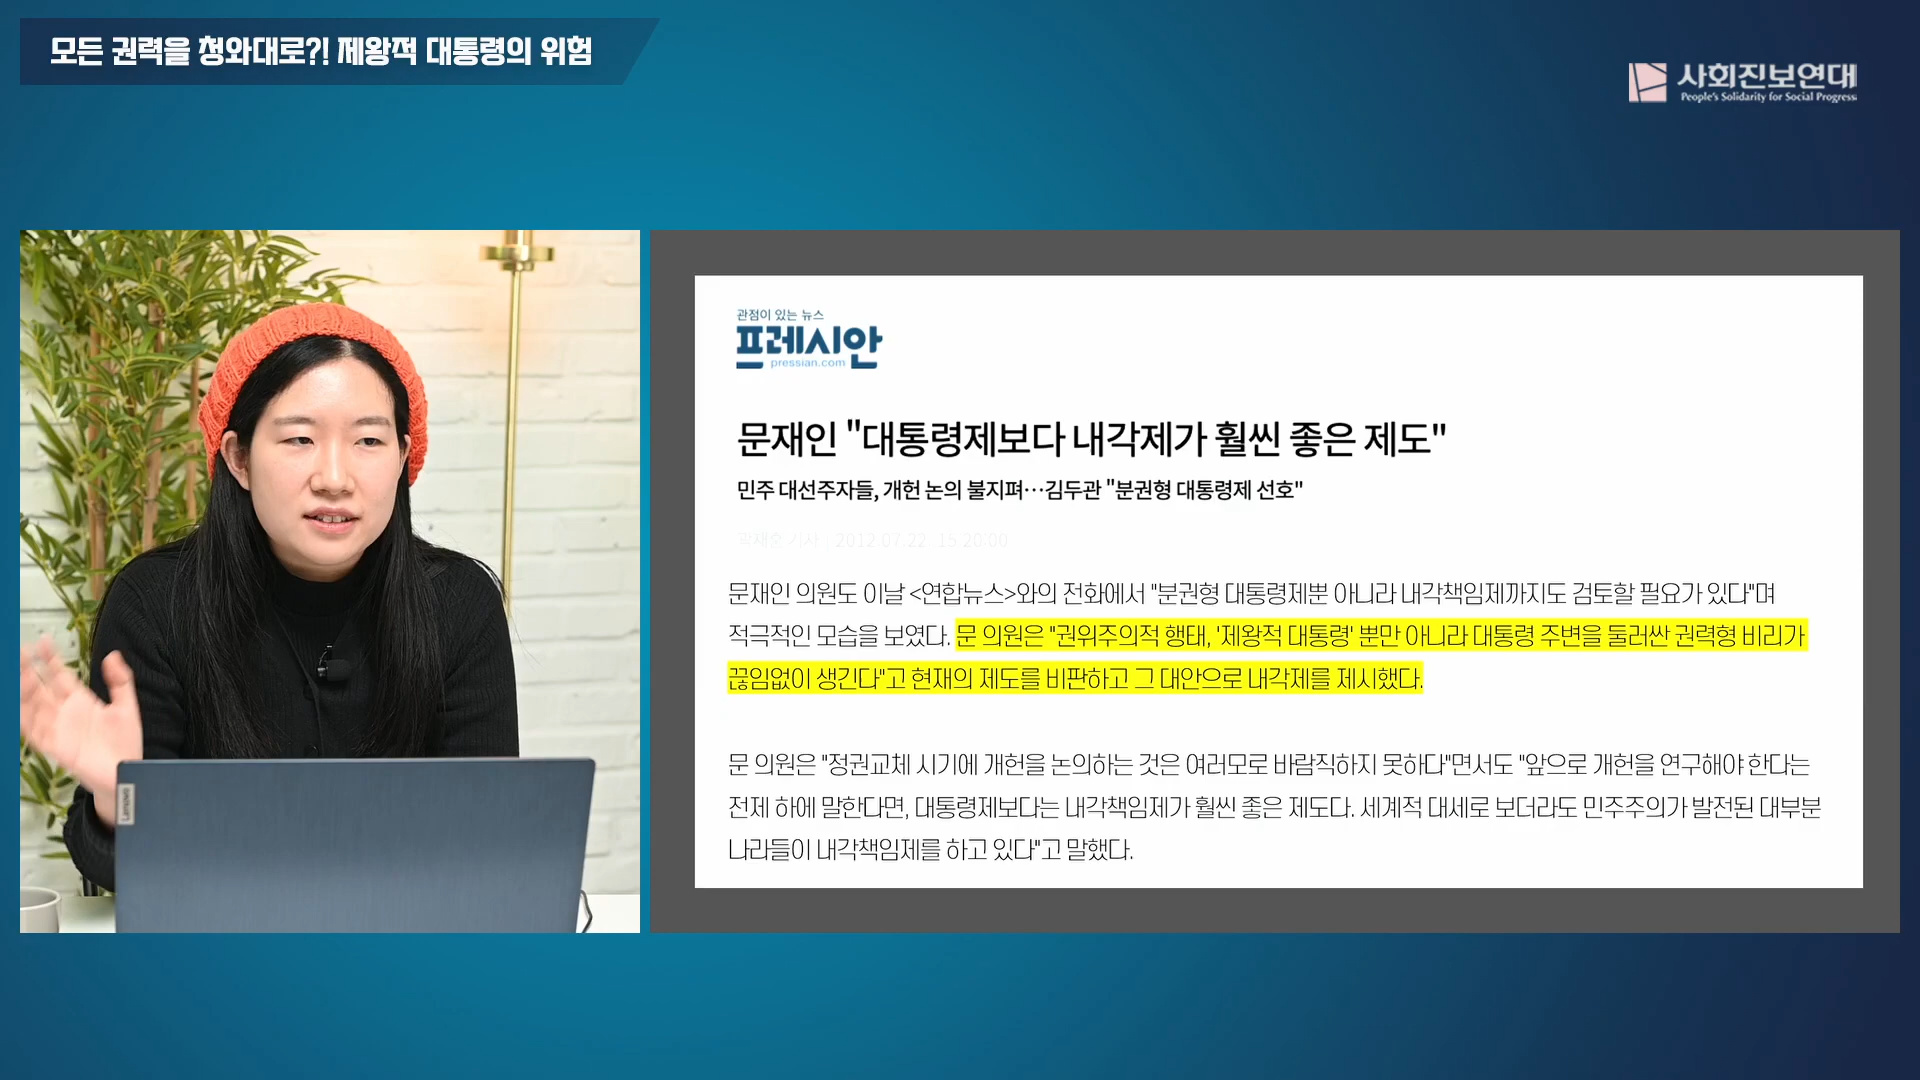 모든 권력을 청와대로?! 제왕적 대통령의 위험
사회진보연대
People's Solidarity for Social Progress
관점이 있는 뉴스
프레시안
pressian.com
문재인 "대통령제보다 내각제가 훨씬 좋은 제도"
민주 대선주자들, 개헌 논의 불지펴…김두관 "분권형 대통령제 선호"
기사 | 2012.07.22. 15:20:00
문재인 의원도 이날 <연합뉴스>와의 전화에서 "분권형 대통령제뿐 아니라 내각책임제까지도 검토할 필요가 있다"며
적극적인 모습을 보였다. 문 의원은 "권위주의적 행태, '제왕적 대통령' 뿐만 아니라 대통령 주변을 둘러싼 권력형 비리가
끊임없이 생긴다"고 현재의 제도를 비판하고 그 대안으로 내각제를 제시했다.
문 의원은 "정권교체 시기에 개헌을 논의하는 것은 여러모로 바람직하지 못하다"면서도 "앞으로 개헌을 연구해야 한다는
전제 하에 말한다면, 대통령제보다는 내각책임제가 훨씬 좋은 제도다. 세계적 대세로 보더라도 민주주의가 발전된 대부분
나라들이 내각책임제를 하고 있다"고 말했다.
Lenovo